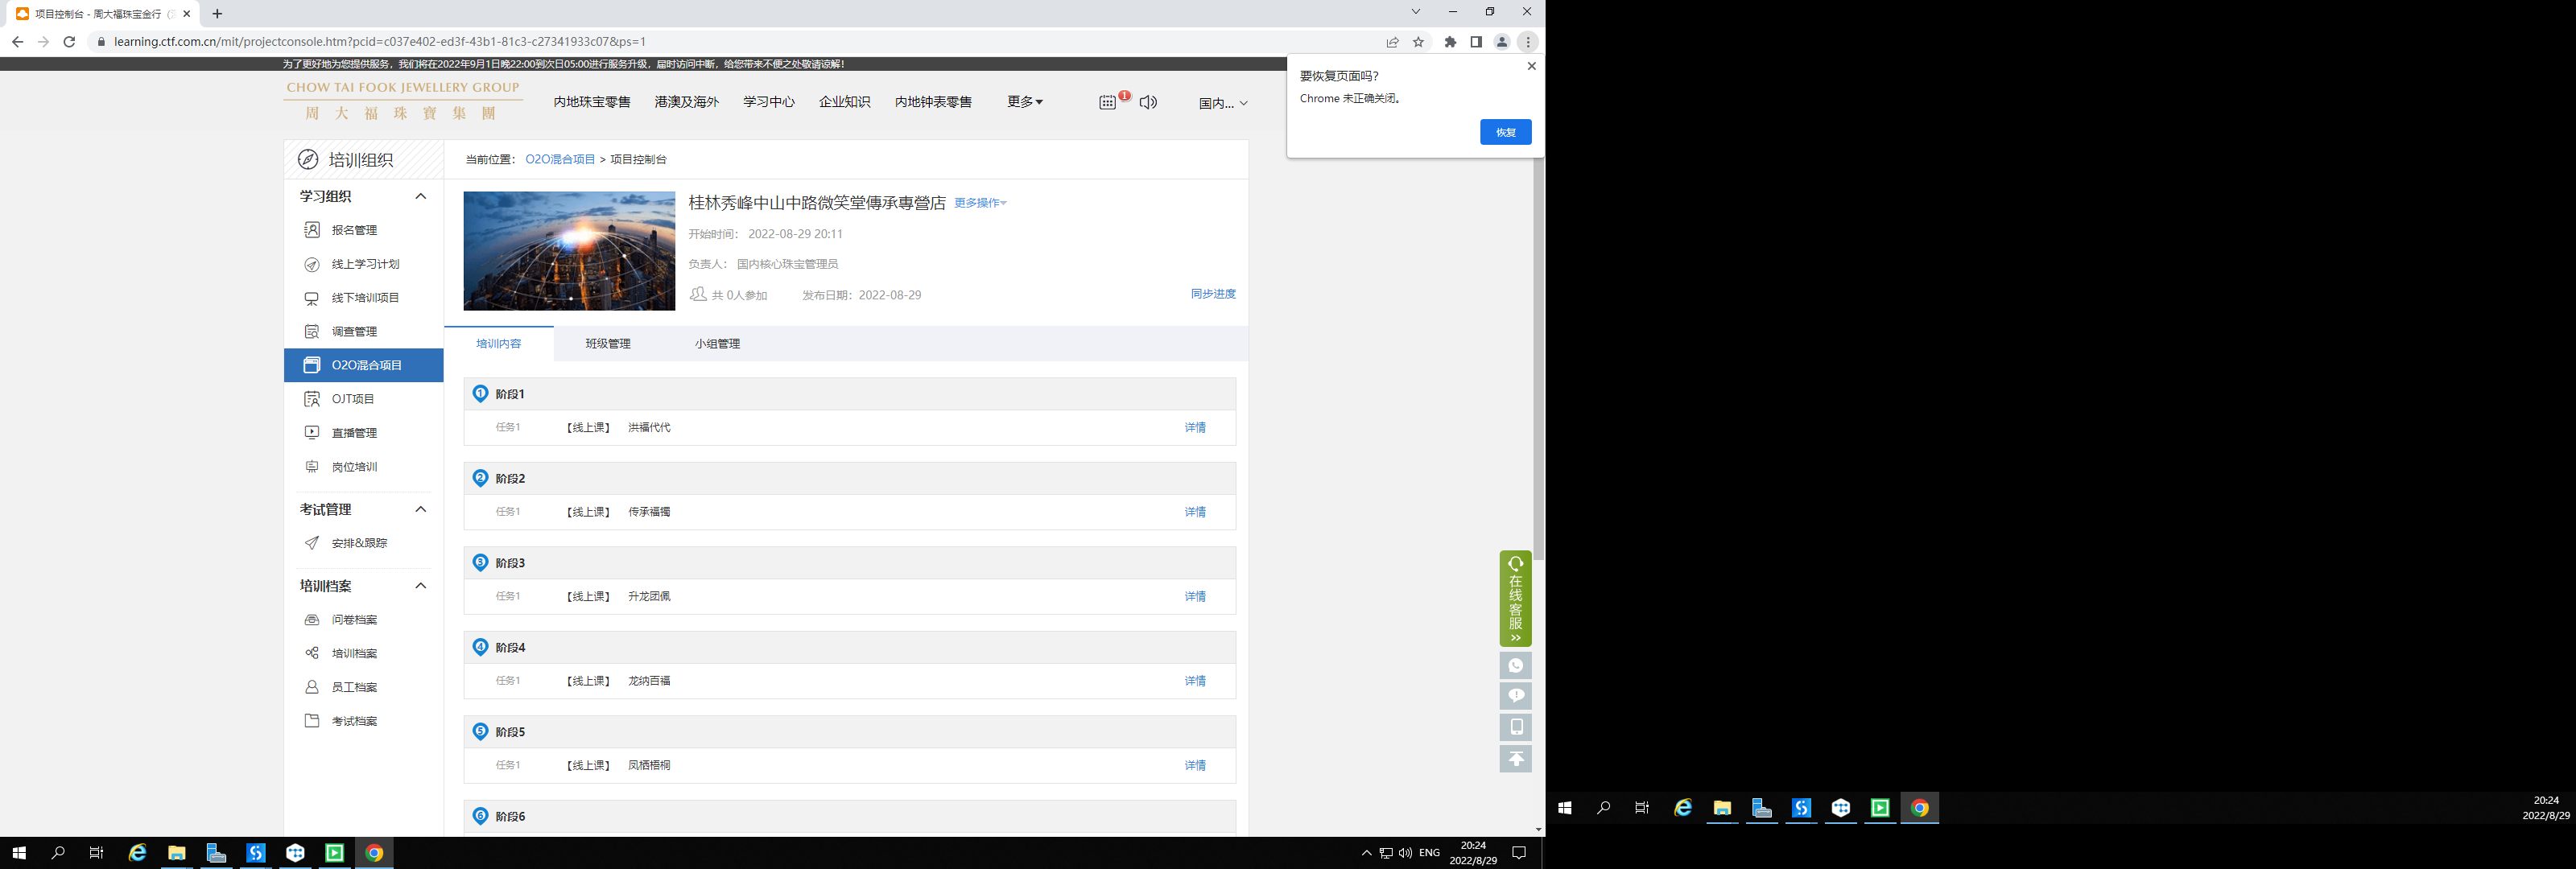 项目控制台 - 周大福珠宝金行
learning.ctf.com.cn/mit/projectconsole.htm?pcid=c037e402-ed3f-43b1-81c3-c27341933c07&ps=1
为了更好地为您提供服务，我们将在2022年9月1日晚22:00到次日05:00进行服务升级，届时访问中断，给您带来不便之处敬请谅解！
要恢复页面吗？
Chrome 未正确关闭。
恢复
CHOW TAI FOOK JEWELLERY GROUP
周大福珠寶集團
内地珠宝零售 港澳及海外 学习中心 企业知识 内地钟表零售 更多 1 国内...
培训组织
学习组织
报名管理
线上学习计划
线下培训项目
调查管理
O2O混合项目
OJT项目
直播管理
岗位培训
考试管理
安排&跟踪
培训档案
问卷档案
培训档案
员工档案
考试档案
当前位置： O2O混合项目 > 项目控制台
桂林秀峰中山中路微笑堂傳承專營店 更多操作
开始时间： 2022-08-29 20:11
负责人： 国内核心珠宝管理员
共 0人参加 发布日期：2022-08-29 同步进度
培训内容 班级管理 小组管理
1 阶段1
任务1 【线上课】 洪福代代 详情
2 阶段2
任务1 【线上课】 传承福镯 详情
3 阶段3
任务1 【线上课】 升龙团佩 详情
4 阶段4
任务1 【线上课】 龙纳百福 详情
5 阶段5
任务1 【线上课】 凤栖梧桐 详情
6 阶段6
在线客服
ENG
20:24
2022/8/29
20:24
2022/8/29